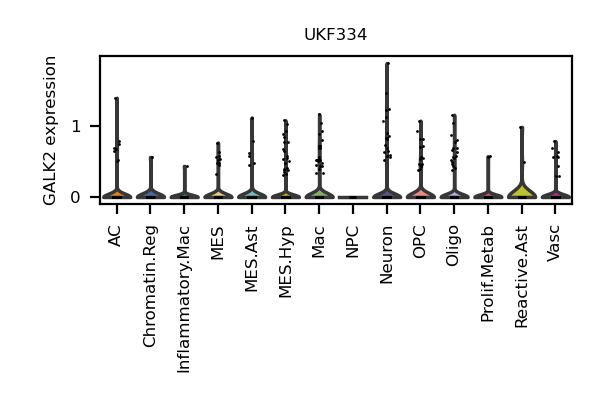 UKF334
GALK2 expression
1
0
AC
Chromatin.Reg
Inflammatory.Mac
MES
MES.Ast
MES.Hyp
Mac
NPC
Neuron
OPC
Oligo
Prolif.Metab
Reactive.Ast
Vasc